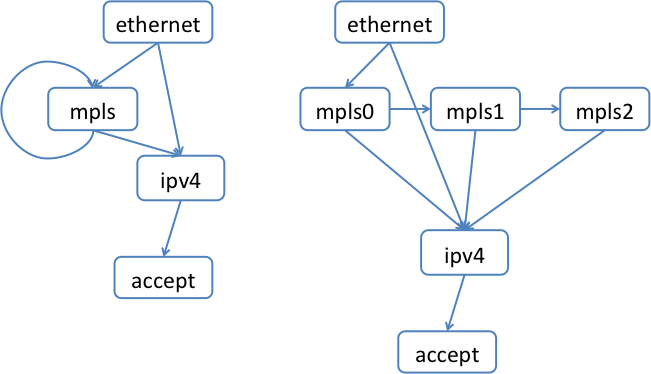 ethernet
mpls
ipv4
accept
ethernet
mpls0
mpls1
mpls2
ipv4
accept